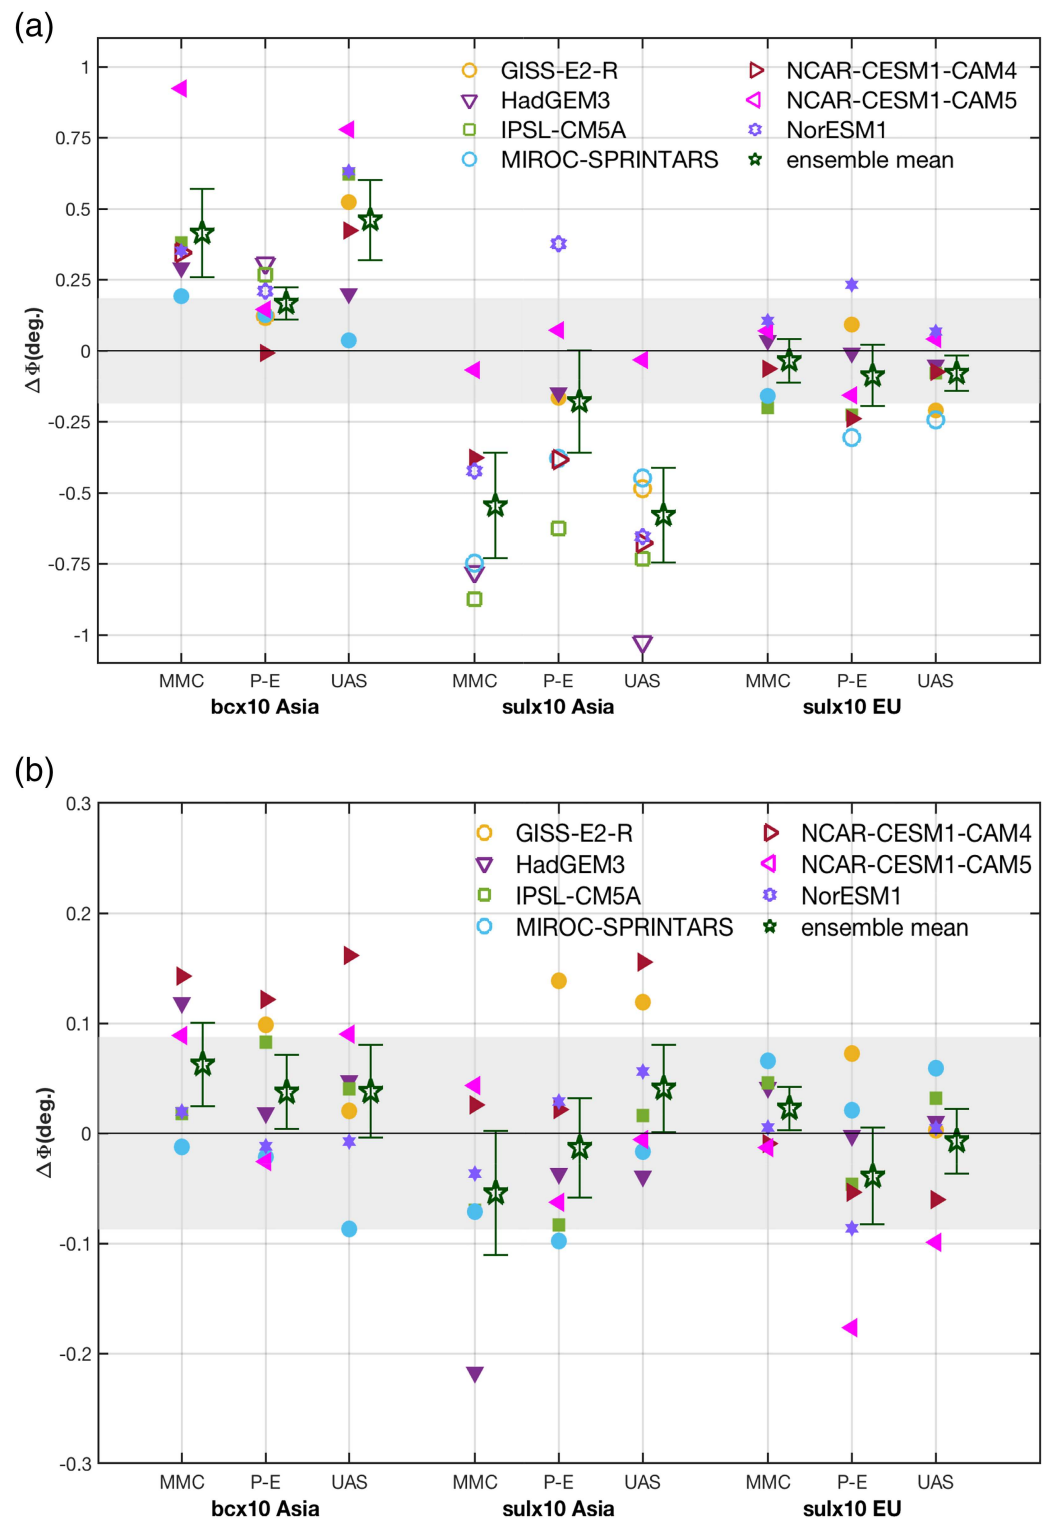 (a)
1
0.75
0.5
0.25
0
-0.25
-0.5
-0.75
-1
ΔΦ(deg.)
GISS-E2-R
HadGEM3
IPSL-CM5A
MIROC-SPRINTARS
NCAR-CESM1-CAM4
NCAR-CESM1-CAM5
NorESM1
ensemble mean
MMC P-E UAS MMC P-E UAS MMC P-E UAS
bcx10 Asia sulx10 Asia sulx10 EU
(b)
0.3
0.2
0.1
0
-0.1
-0.2
-0.3
ΔΦ(deg.)
GISS-E2-R
HadGEM3
IPSL-CM5A
MIROC-SPRINTARS
NCAR-CESM1-CAM4
NCAR-CESM1-CAM5
NorESM1
ensemble mean
MMC P-E UAS MMC P-E UAS MMC P-E UAS
bcx10 Asia sulx10 Asia sulx10 EU